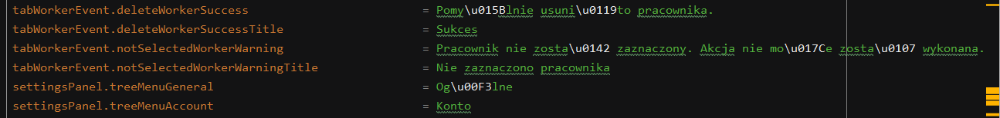 tabWorkerEvent.deleteWorkerSuccess = Pomy\u015Blnie usuni\u0119to pracownika.
tabWorkerEvent.deleteWorkerSuccessTitle = Sukces
tabWorkerEvent.notSelectedWorkerWarning = Pracownik nie zosta\u0142 zaznaczony. Akcja nie mo\u017Ce zosta\u0107 wykonana.
tabWorkerEvent.notSelectedWorkerWarningTitle = Nie zaznaczono pracownika
settingsPanel.treeMenuGeneral = Og\u00F3lne
settingsPanel.treeMenuAccount = Konto